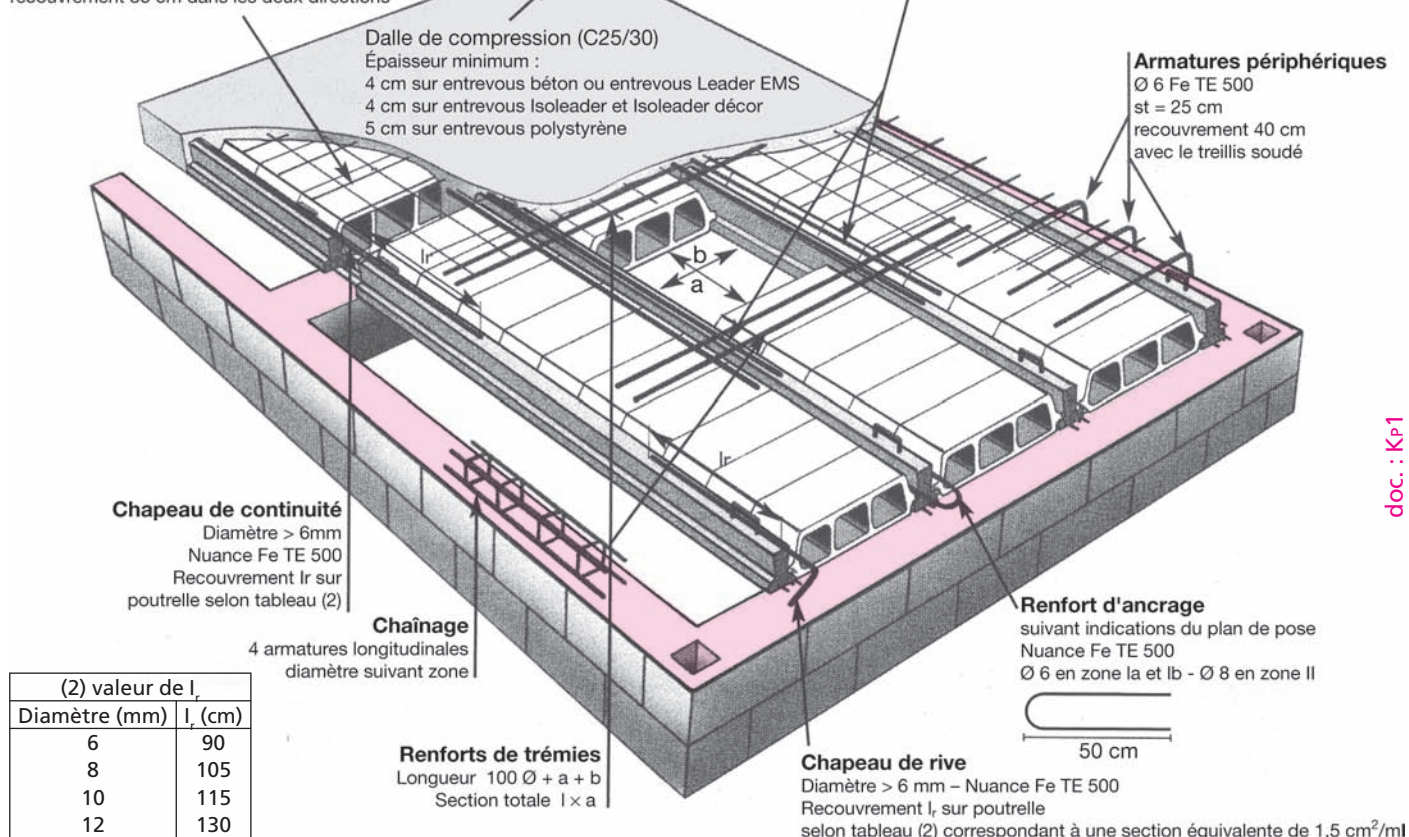 recouvrement 30 cm dans les deux directions
Dalle de compression (C25/30)
Épaisseur minimum :
4 cm sur entrevous béton ou entrevous Leader EMS
4 cm sur entrevous Isoleader et Isoleader décor
5 cm sur entrevous polystyrène
Armatures périphériques
Ø 6 Fe TE 500
st = 25 cm
recouvrement 40 cm
avec le treillis soudé
lr
b
a
lr
doc. : KP1
Chapeau de continuité
Diamètre > 6mm
Nuance Fe TE 500
Recouvrement lr sur
poutrelle selon tableau (2)
Chaînage
4 armatures longitudinales
diamètre suivant zone
Renfort d'ancrage
suivant indications du plan de pose
Nuance Fe TE 500
Ø 6 en zone Ia et Ib - Ø 8 en zone II
50 cm
(2) valeur de lr
Diamètre (mm) lr (cm)
6 90
8 105
10 115
12 130
Renforts de trémies
Longueur 100 Ø + a + b
Section totale l x a
Chapeau de rive
Diamètre > 6 mm – Nuance Fe TE 500
Recouvrement lr sur poutrelle
selon tableau (2) correspondant à une section équivalente de 1,5 cm²/ml